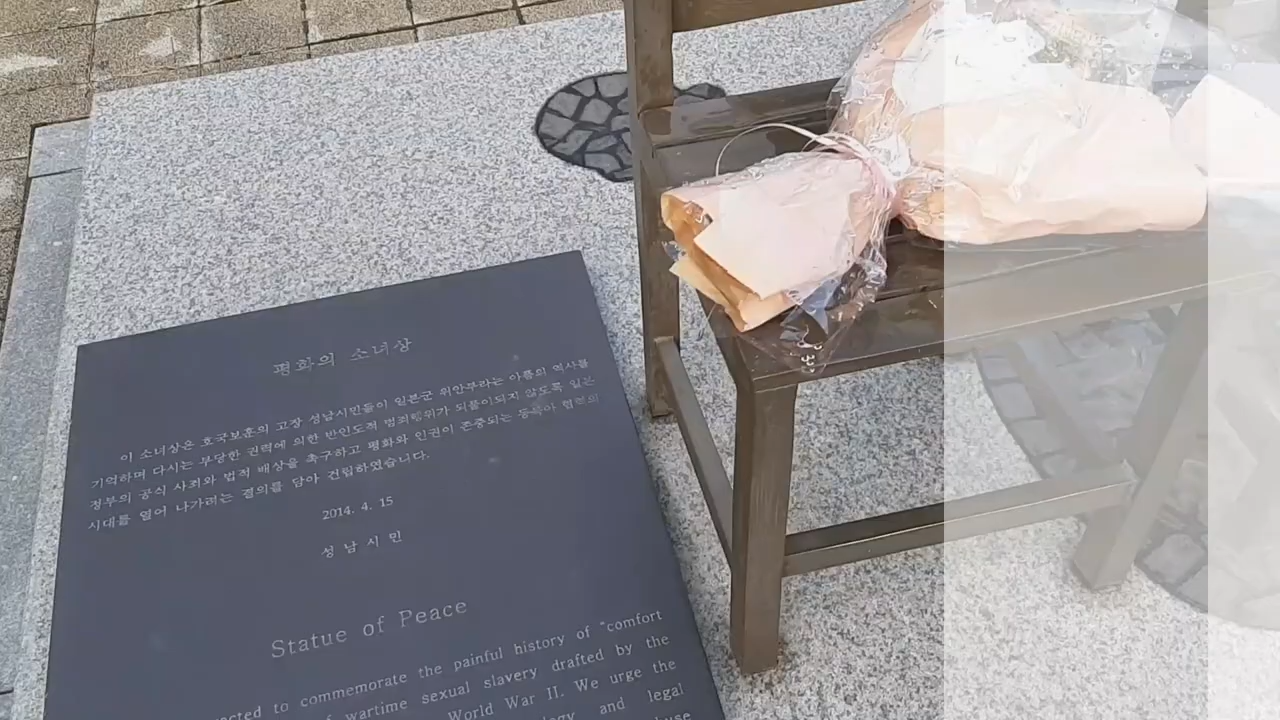 평화의 소녀상
이 소녀상은 호국보훈의 고장 성남시민들이 일본군 위안부라는 아픔의 역사를
기억하며 다시는 부당한 권력에 의한 반인도적 범죄행위가 되풀이되지 않도록 일본
정부의 공식 사죄와 법적 배상을 촉구하고 평화와 인권이 존중되는 동북아 협력의
시대를 열어 나가려는 결의를 담아 건립하였습니다.
2014. 4. 15
성 남 시 민
Statue of Peace
to commemorate the painful history of "comfort
wartime sexual slavery drafted by the
World War II. We urge the
and legal